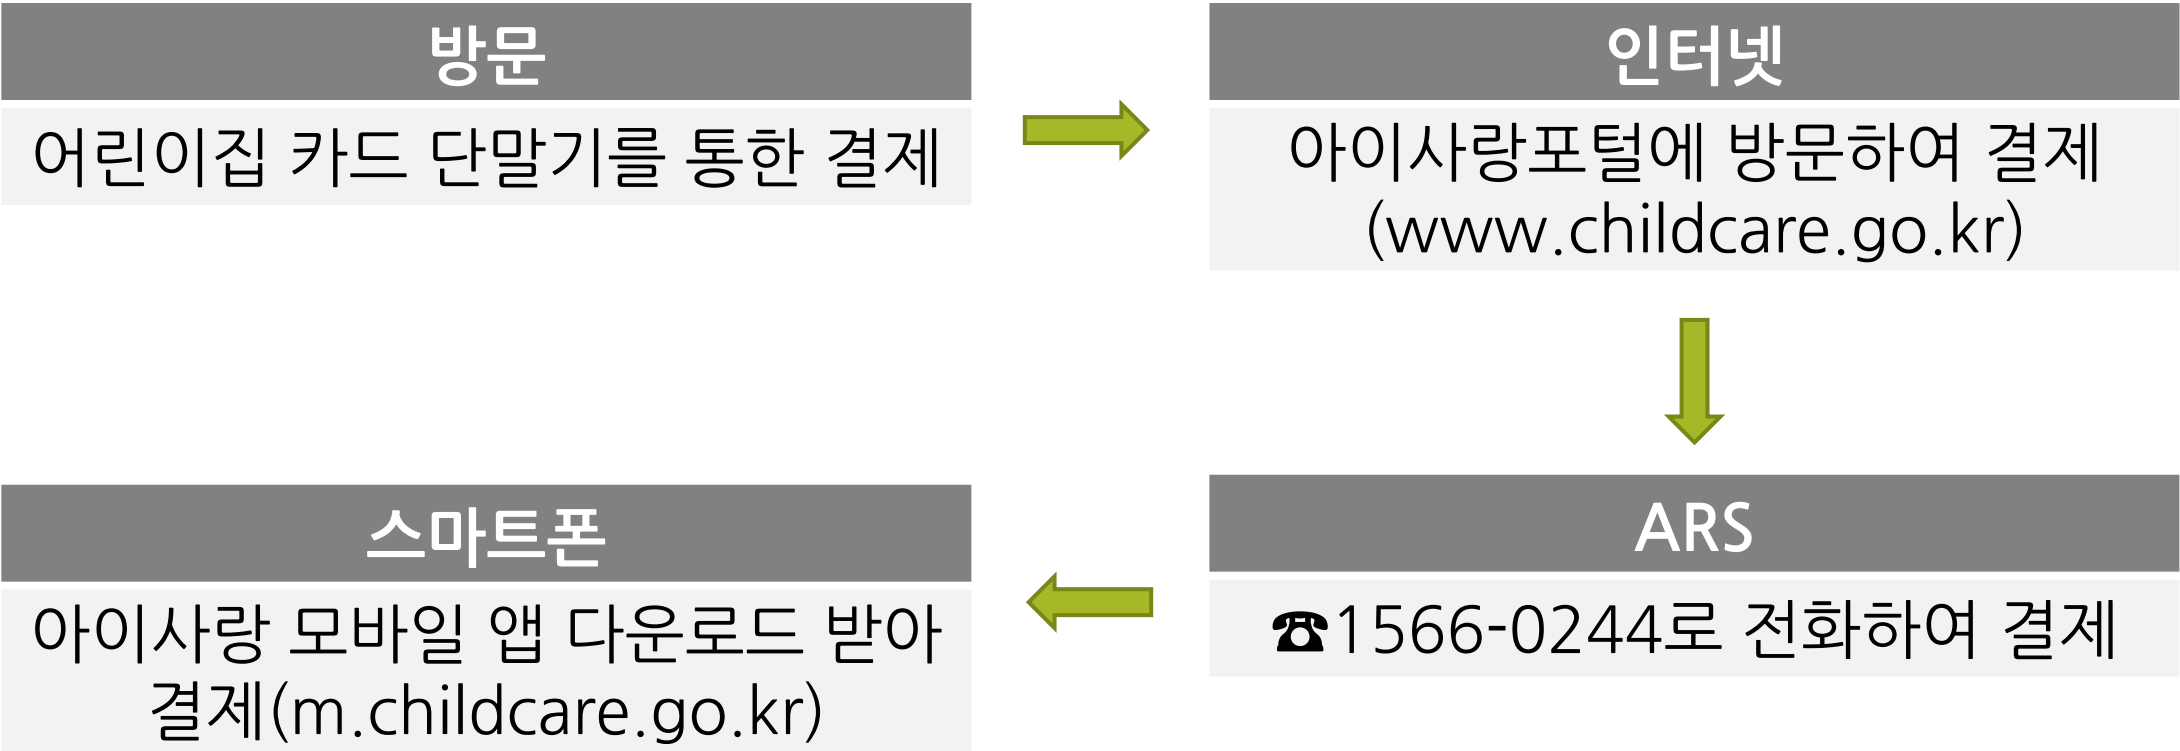 방문
어린이집 카드 단말기를 통한 결제
인터넷
아이사랑포털에 방문하여 결제
(www.childcare.go.kr)
ARS
☎1566-0244로 전화하여 결제
스마트폰
아이사랑 모바일 앱 다운로드 받아
결제(m.childcare.go.kr)